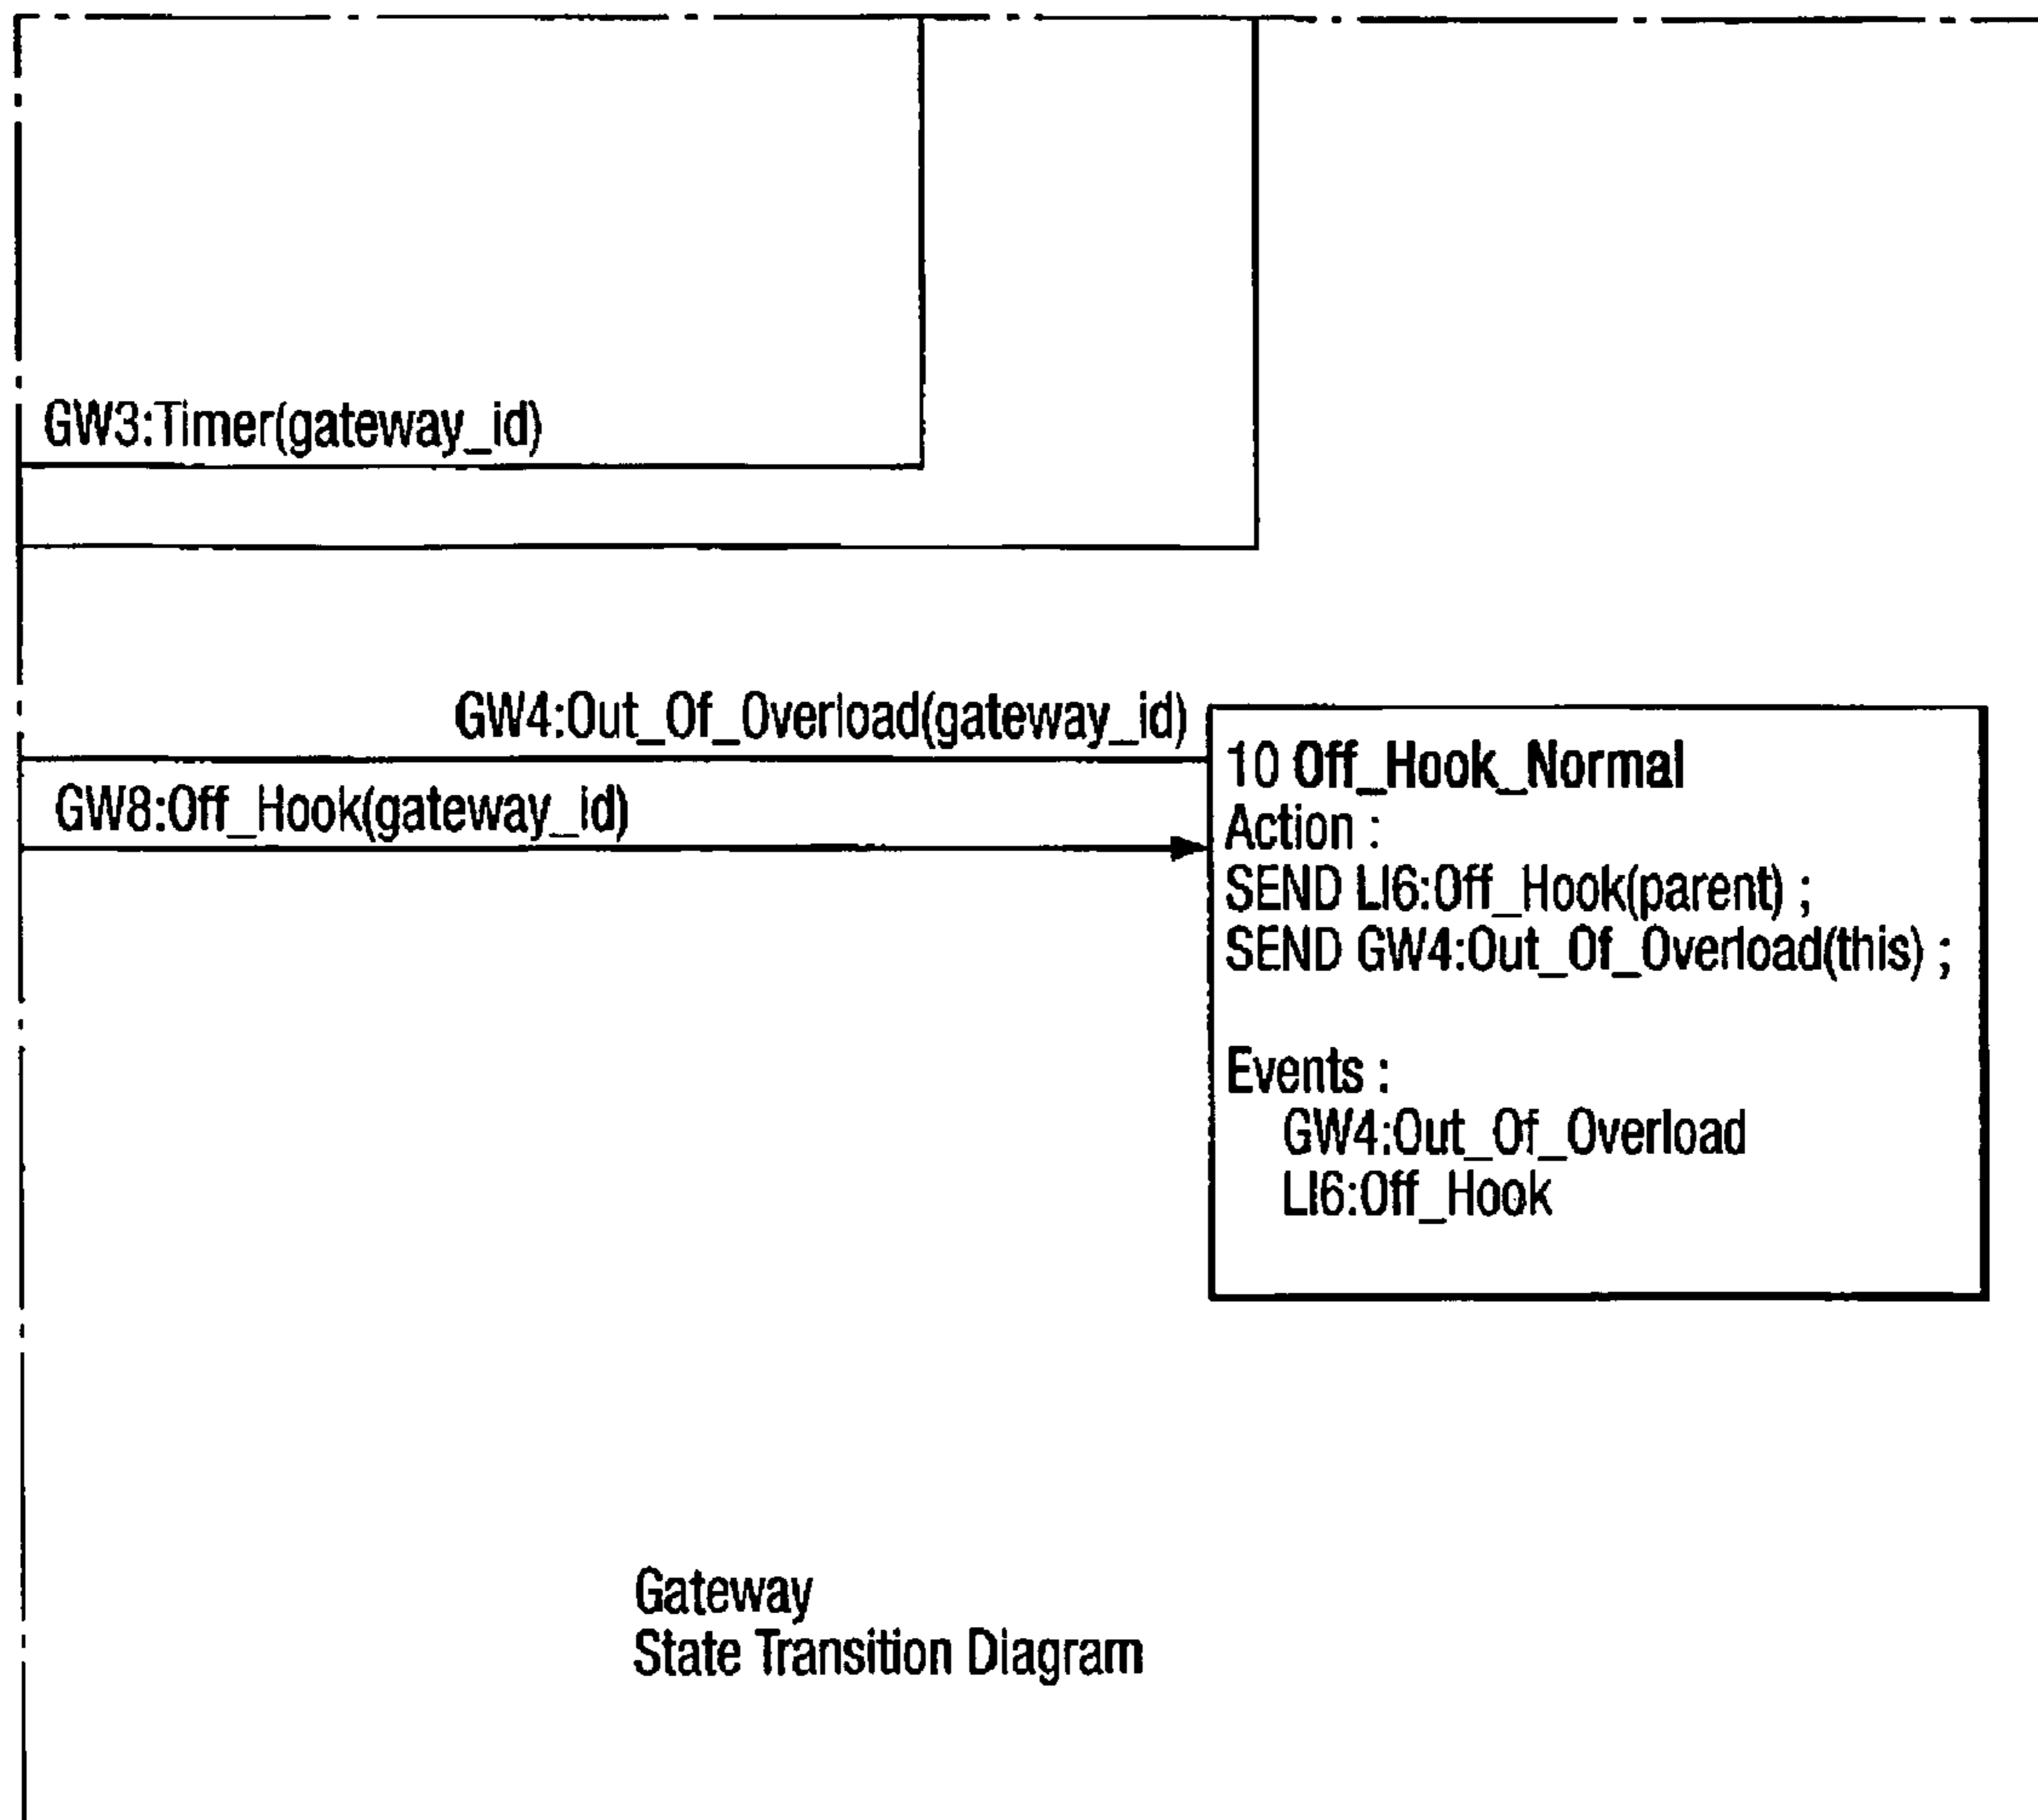 GW3:Timer(gateway_id)
GW4:Out_Of_Overload(gateway_id)
GW8:Off_Hook(gateway_id)
10 Off_Hook_Normal
Action :
SEND LI6:Off_Hook(parent) ;
SEND GW4:Out_Of_Overload(this) ;
Events :
GW4:Out_Of_Overload
LI6:Off_Hook
Gateway
State Transition Diagram